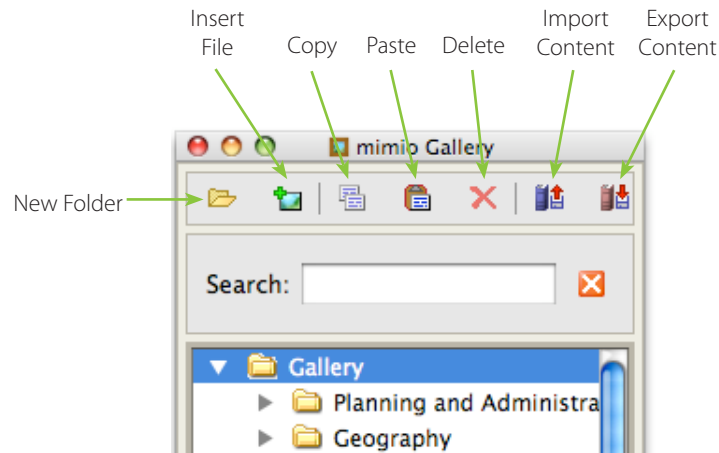 Insert
File
Copy
Paste
Delete
Import
Content
Export
Content
mimio Gallery
New Folder
Search:
Gallery
Planning and Administra
Geography